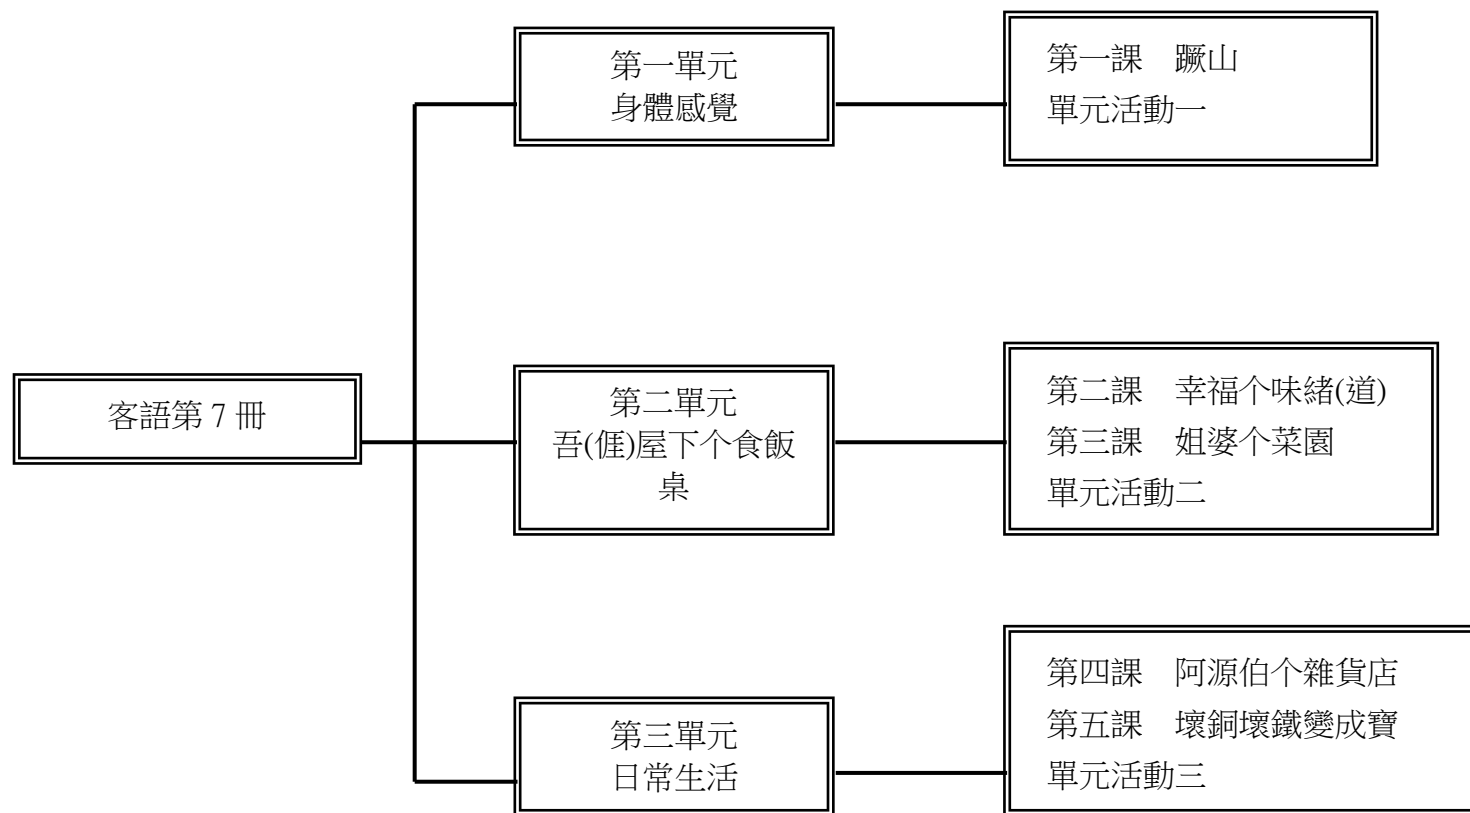 客語第 7 冊
第一單元
身體感覺
第一課　蹶山
單元活動一
第二單元
吾(𠊎)屋下个食飯
桌
第二課　幸福个味緒(道)
第三課　姐婆个菜園
單元活動二
第三單元
日常生活
第四課　阿源伯个雜貨店
第五課　壞銅壞鐵變成寶
單元活動三